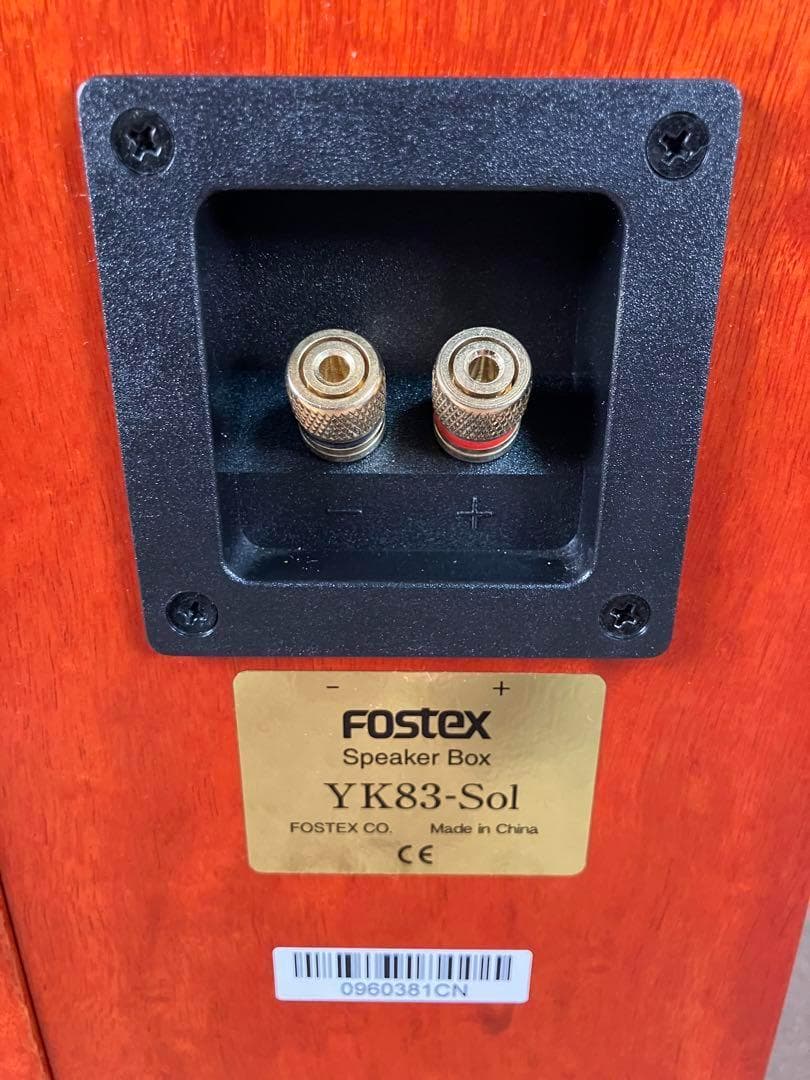 - +
- +
FOSTEX
Speaker Box
YK83-Sol
FOSTEX CO. Made in China
CE
0960381CN